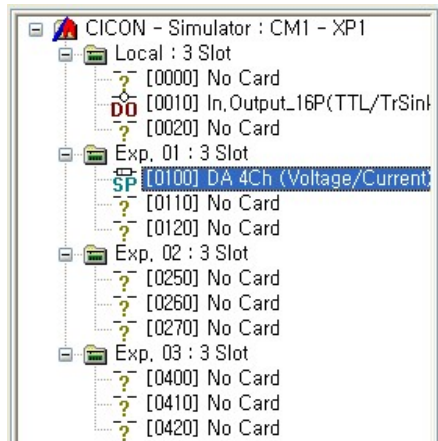 CICON - Simulator : CM1 - XP1
Local : 3 Slot
? [0000] No Card
DO [0010] In,Output_16P(TTL/TrSink
? [0020] No Card
Exp, 01 : 3 Slot
SP [0100] DA 4Ch (Voltage/Current)
? [0110] No Card
? [0120] No Card
Exp, 02 : 3 Slot
? [0250] No Card
? [0260] No Card
? [0270] No Card
Exp, 03 : 3 Slot
? [0400] No Card
? [0410] No Card
? [0420] No Card